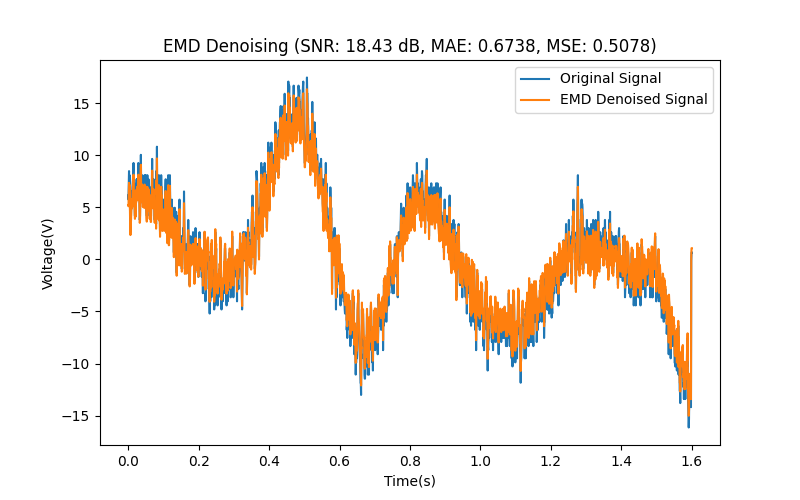 EMD Denoising (SNR: 18.43 dB, MAE: 0.6738, MSE: 0.5078)
Original Signal
EMD Denoised Signal
15
10
5
0
−5
−10
−15
Voltage(V)
0.0 0.2 0.4 0.6 0.8 1.0 1.2 1.4 1.6
Time(s)